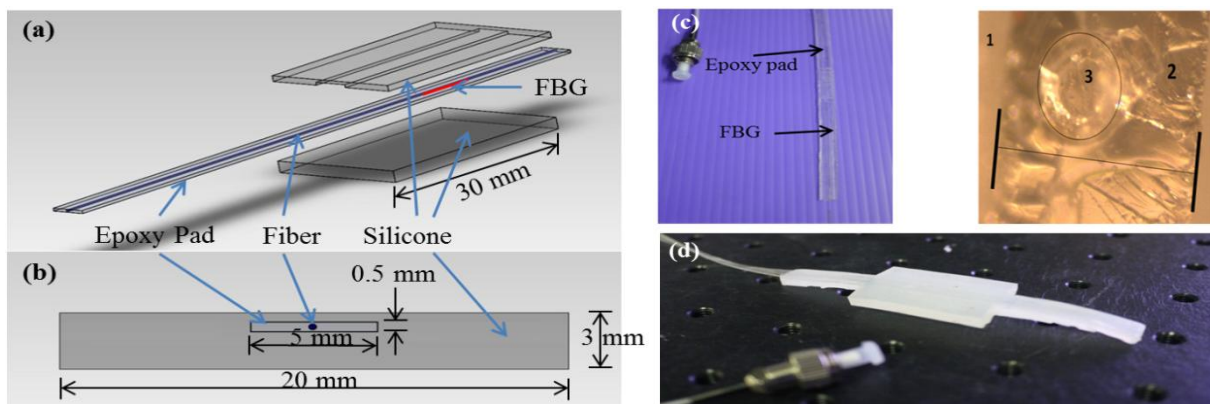 (a)
FBG
30 mm
Epoxy Pad Fiber Silicone
(b)
0.5 mm
5 mm
3 mm
20 mm
(c)
Epoxy pad
FBG
1
3
2
(d)